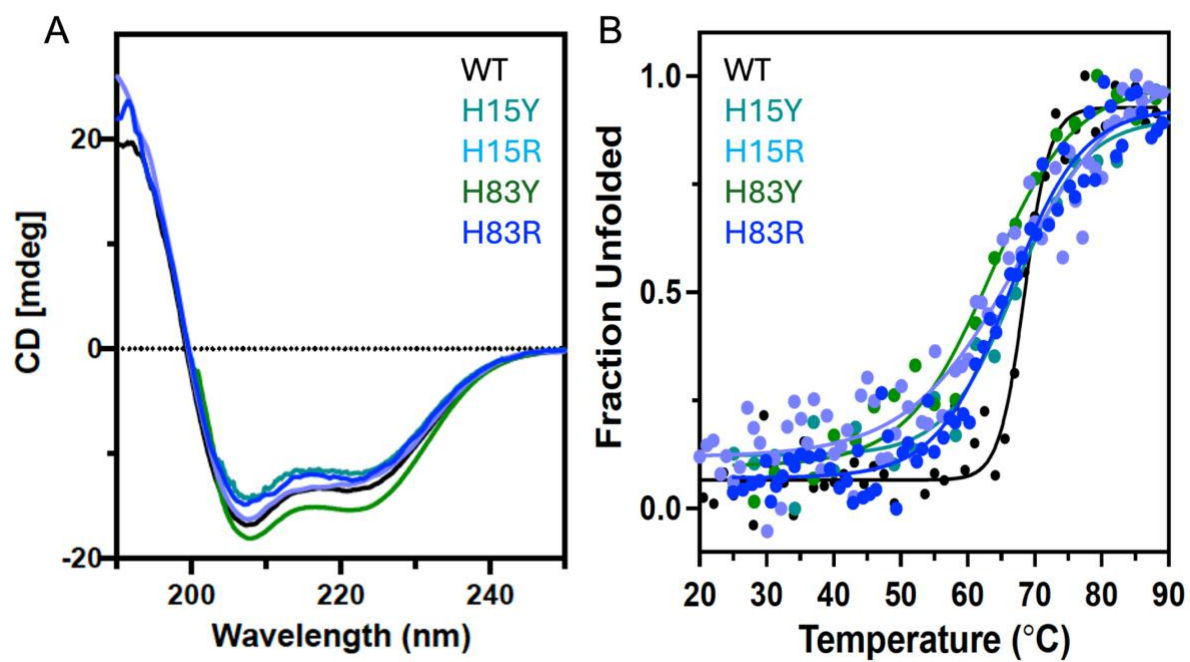 A
CD [mdeg]
20
0
-20
200
220
240
Wavelength (nm)
WT
H15Y
H15R
H83Y
H83R
B
Fraction Unfolded
1.0
0.5
0.0
20 30 40 50 60 70 80 90
Temperature (°C)
WT
H15Y
H15R
H83Y
H83R